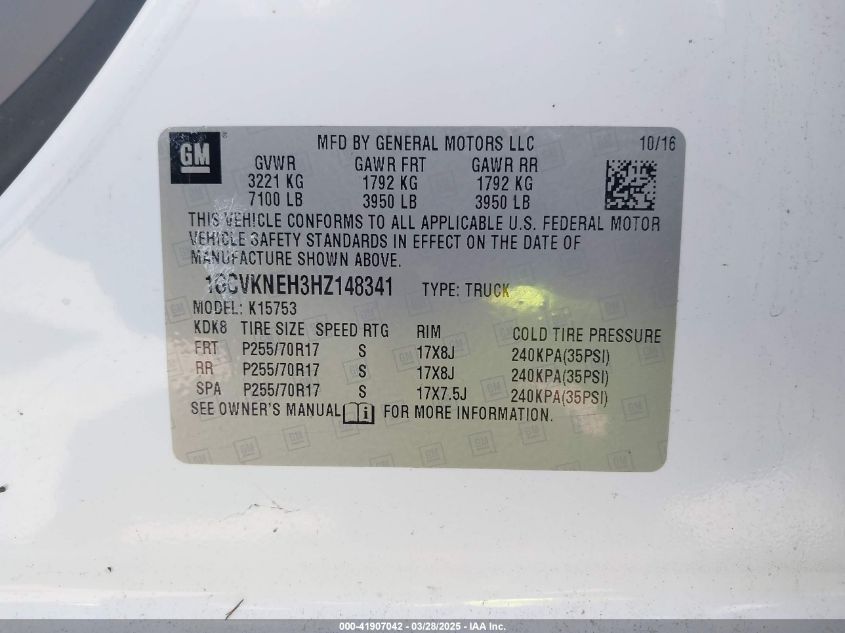 GM
®
MFD BY GENERAL MOTORS LLC 10/16
GVWR GAWR FRT GAWR RR
3221 KG 1792 KG 1792 KG
7100 LB 3950 LB 3950 LB
THIS VEHICLE CONFORMS TO ALL APPLICABLE U.S. FEDERAL MOTOR
VEHICLE SAFETY STANDARDS IN EFFECT ON THE DATE OF
MANUFACTURE SHOWN ABOVE.
1GCVKNEH3HZ148341 TYPE: TRUCK
MODEL: K15753
KDK8 TIRE SIZE SPEED RTG RIM COLD TIRE PRESSURE
FRT P255/70R17 S 17X8J 240KPA(35PSI)
RR P255/70R17 S 17X8J 240KPA(35PSI)
SPA P255/70R17 S 17X7.5J 240KPA(35PSI)
SEE OWNER'S MANUAL i FOR MORE INFORMATION.
000-41907042 — 03/28/2025 — IAA Inc.